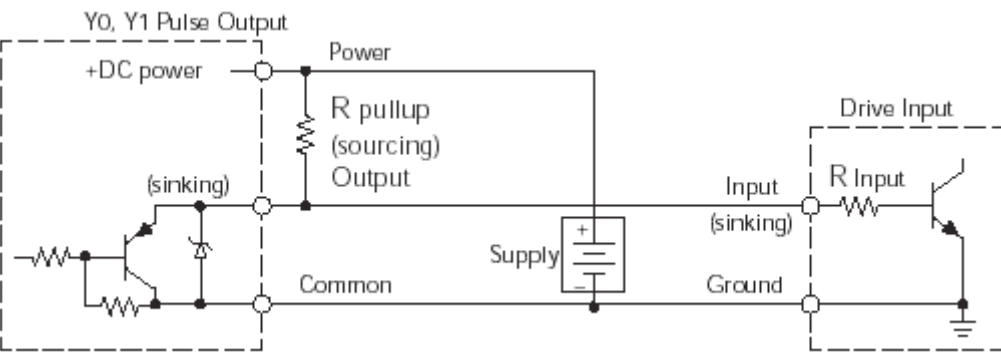 Y0, Y1 Pulse Output
+DC power
Power
R pullup
(sourcing)
Output
Drive Input
(sinking)
Input
(sinking)
R Input
+
Supply
−
Common
Ground